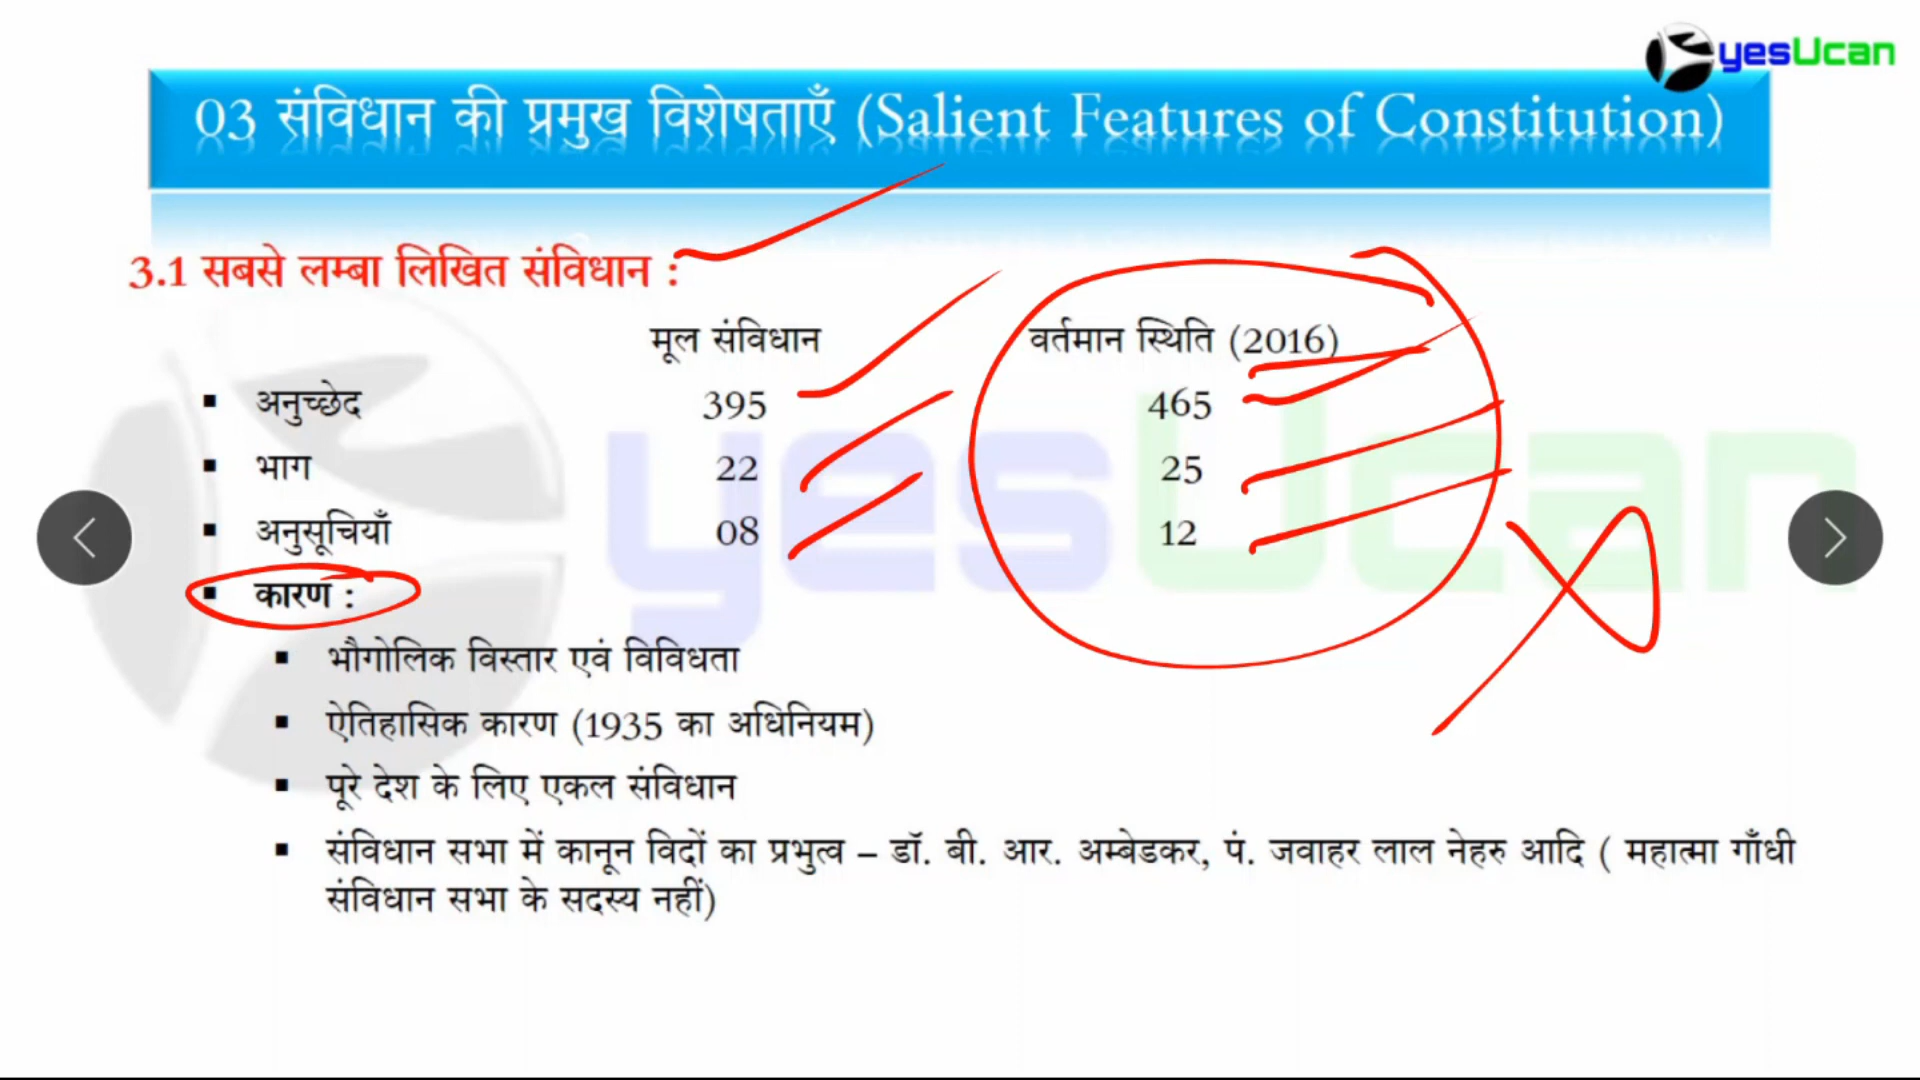 yesUcan
03 संविधान की प्रमुख विशेषताएँ (Salient Features of Constitution)
3.1 सबसे लम्बा लिखित संविधान :
मूल संविधान वर्तमान स्थिति (2016)
▪ अनुच्छेद 395 465
▪ भाग 22 25
▪ अनुसूचियाँ 08 12
▪ कारण :
▪ भौगोलिक विस्तार एवं विविधता
▪ ऐतिहासिक कारण (1935 का अधिनियम)
▪ पूरे देश के लिए एकल संविधान
▪ संविधान सभा में कानून विदों का प्रभुत्व – डॉ. बी. आर. अम्बेडकर, पं. जवाहर लाल नेहरु आदि ( महात्मा गाँधी
संविधान सभा के सदस्य नहीं)
yesUcan